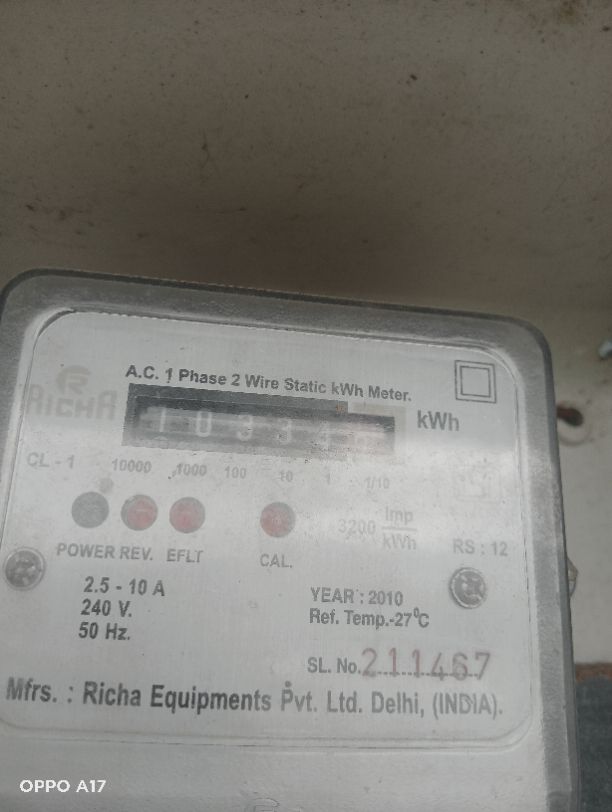 A.C. 1 Phase 2 Wire Static kWh Meter.
RICHA
kWh
CL - 1 10000 1000 100 10 1 1/10
3200 Imp/kWh
RS : 12
POWER REV. EFLT CAL.
2.5 - 10 A
240 V.
50 Hz.
YEAR : 2010
Ref. Temp.-27°C
SL. No. 211467
Mfrs. : Richa Equipments Pvt. Ltd. Delhi, (INDIA).
OPPO A17